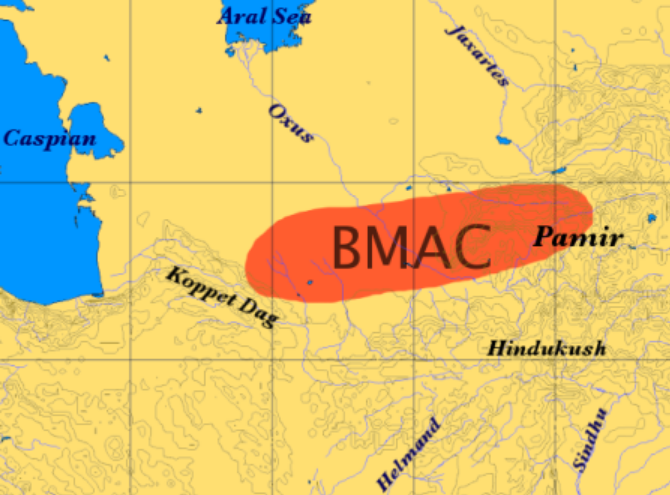 Aral Sea
Jaxartes
Oxus
Caspian
BMAC
Pamir
Koppet Dag
Hindukush
Helmand
Sindhu